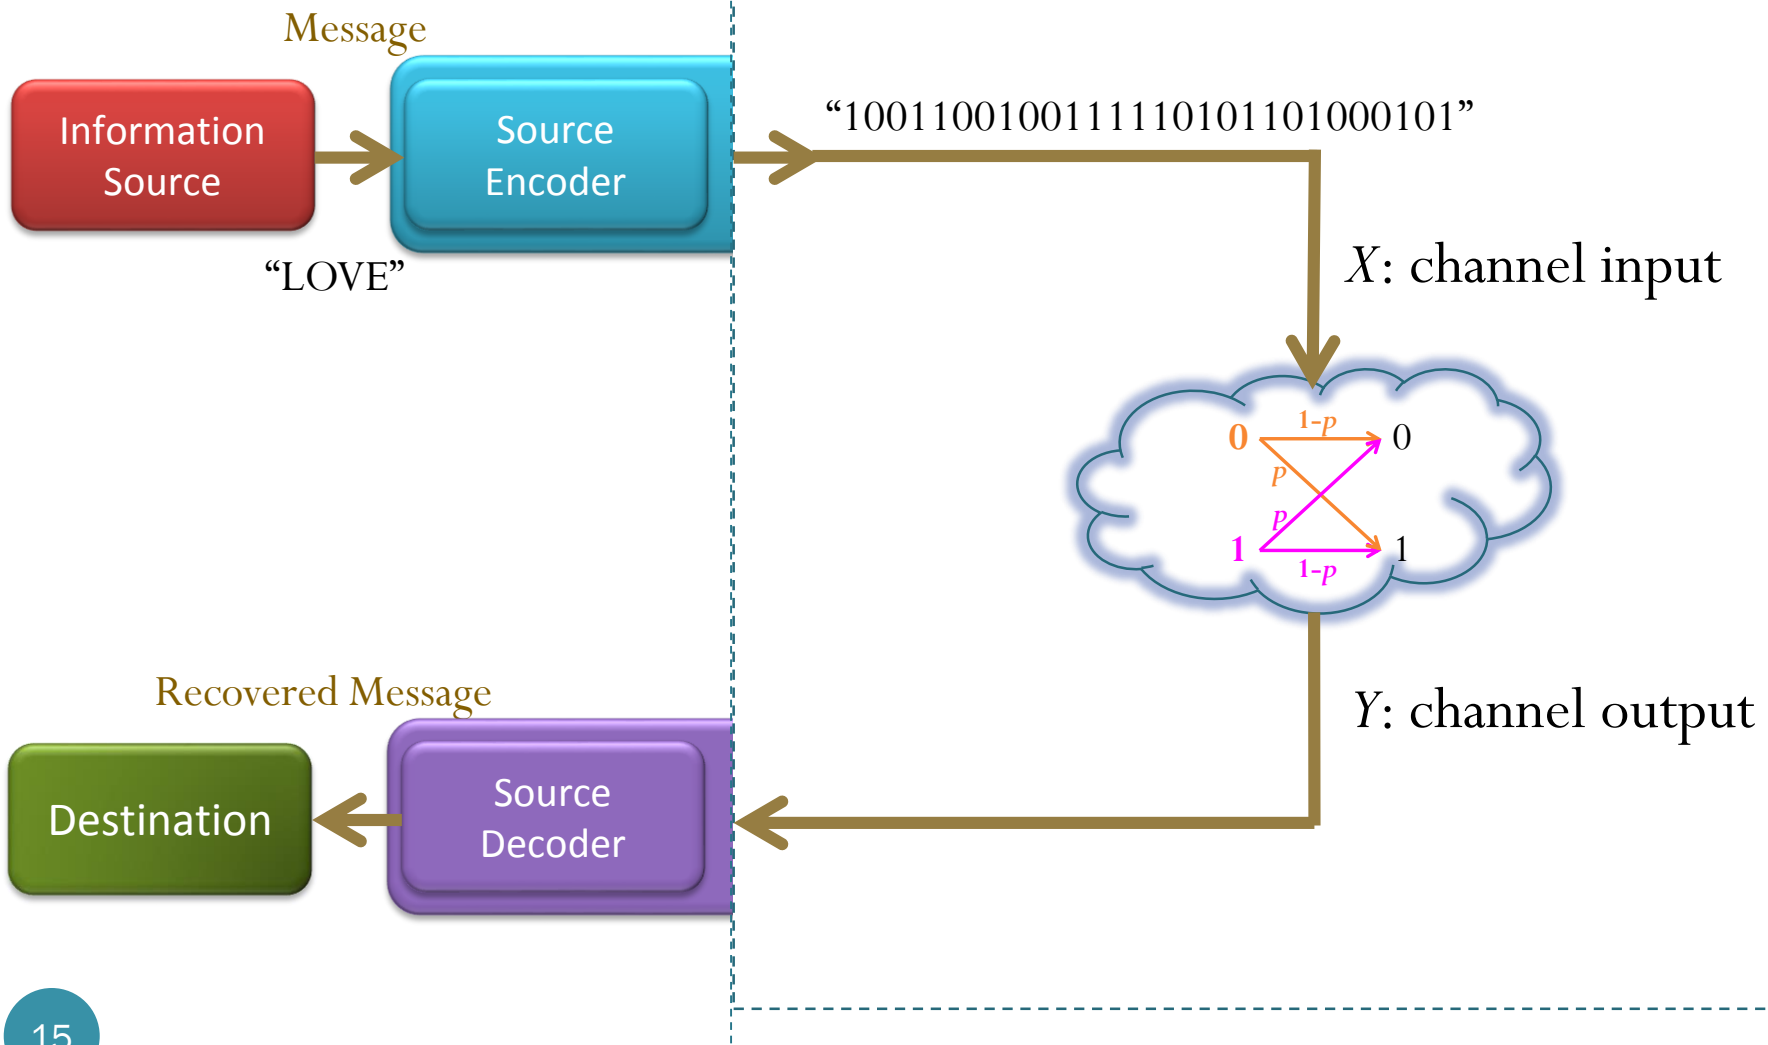 Message
Information
Source
Source
Encoder
“1001100100111110101101000101”
“LOVE”
X: channel input
0
1-p
0
p
p
1
1-p
1
Recovered Message
Y: channel output
Destination
Source
Decoder
15